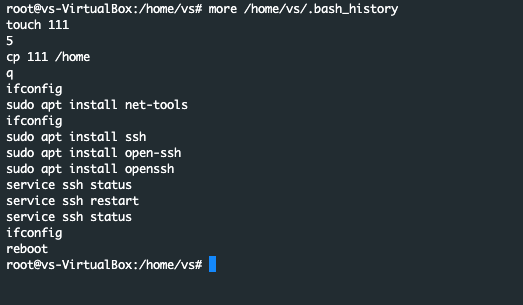 root@vs-VirtualBox:/home/vs# more /home/vs/.bash_history
touch 111
5
cp 111 /home
q
ifconfig
sudo apt install net-tools
ifconfig
sudo apt install ssh
sudo apt install open-ssh
sudo apt install openssh
service ssh status
service ssh restart
service ssh status
ifconfig
reboot
root@vs-VirtualBox:/home/vs#